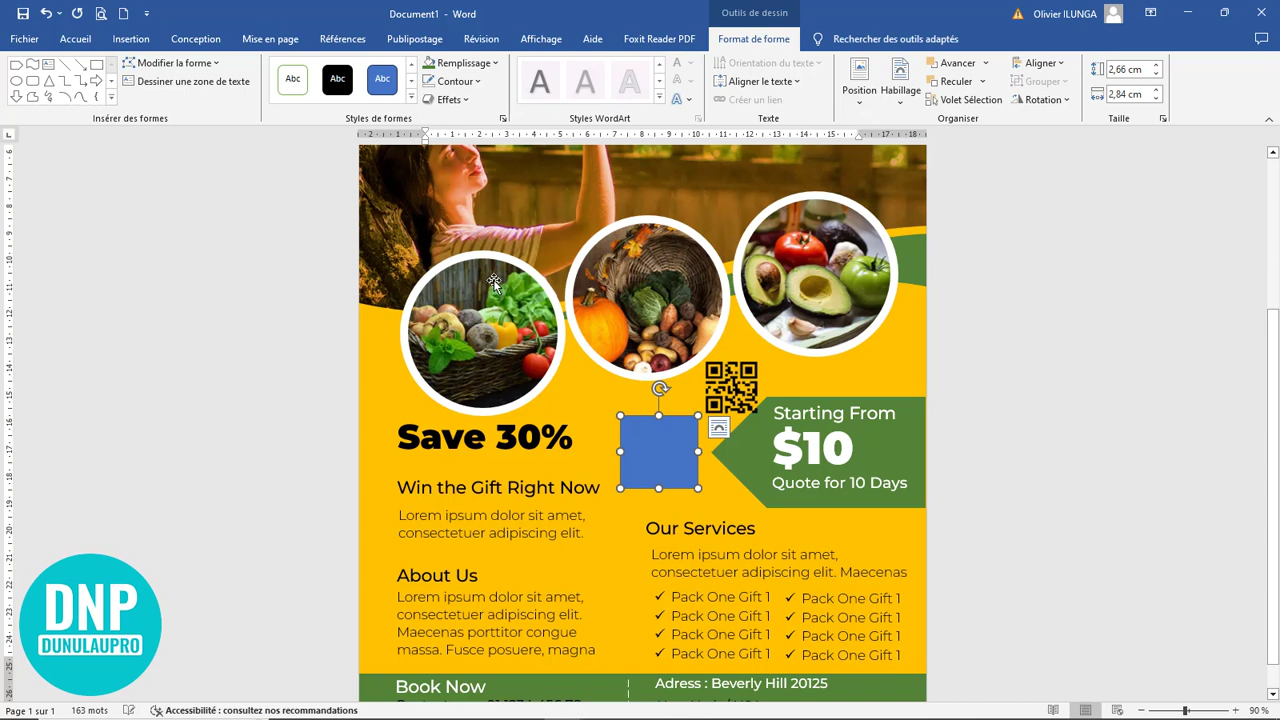 Document1 - Word
Outils de dessin
Olivier ILUNGA
Fichier Accueil Insertion Conception Mise en page Références Publipostage Révision Affichage Aide Foxit Reader PDF Format de forme Rechercher des outils adaptés
Modifier la forme
Dessiner une zone de texte
Insérer des formes
Abc Abc Abc
Remplissage
Contour
Effets
Styles de formes
A A A
Styles WordArt
Orientation du texte
Aligner le texte
Créer un lien
Texte
Position
Habillage
Avancer
Reculer
Volet Sélection
Aligner
Grouper
Rotation
Organiser
2,66 cm
2,84 cm
Taille
Save 30%
Win the Gift Right Now
Lorem ipsum dolor sit amet,
consectetuer adipiscing elit.
About Us
Lorem ipsum dolor sit amet,
consectetuer adipiscing elit.
Maecenas porttitor congue
massa. Fusce posuere, magna
Starting From
$10
Quote for 10 Days
Our Services
Lorem ipsum dolor sit amet,
consectetuer adipiscing elit. Maecenas
✓ Pack One Gift 1 ✓ Pack One Gift 1
✓ Pack One Gift 1 ✓ Pack One Gift 1
✓ Pack One Gift 1 ✓ Pack One Gift 1
✓ Pack One Gift 1 ✓ Pack One Gift 1
Book Now
Adress : Beverly Hill 20125
DNP
DUNULAUPRO
Page 1 sur 1 163 mots Accessibilité : consultez nos recommandations 90 %